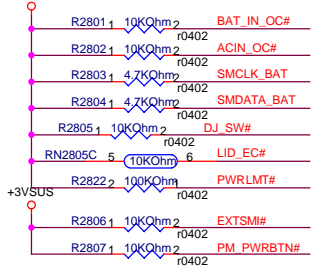 R2801 1 10KOhm 2 BAT_IN_OC#
r0402
R2802 1 10KOhm 2 ACIN_OC#
r0402
R2803 1 4.7KOhm 2 SMCLK_BAT
r0402
R2804 1 4.7KOhm 2 SMDATA_BAT
r0402
R2805 1 10KOhm 2 DJ_SW#
r0402
RN2805C 5 10KOhm 6 LID_EC#
R2822 2 100KOhm 1 PWRLMT#
+3VSUS r0402
R2806 1 10KOhm 2 EXTSMI#
r0402
R2807 1 10KOhm 2 PM_PWRBTN#
r0402